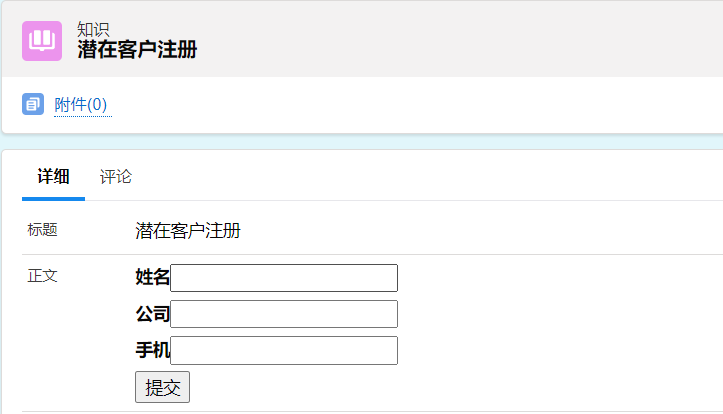 知识
潜在客户注册
附件(0)
详细 评论
标题 潜在客户注册
正文 姓名
公司
手机
提交